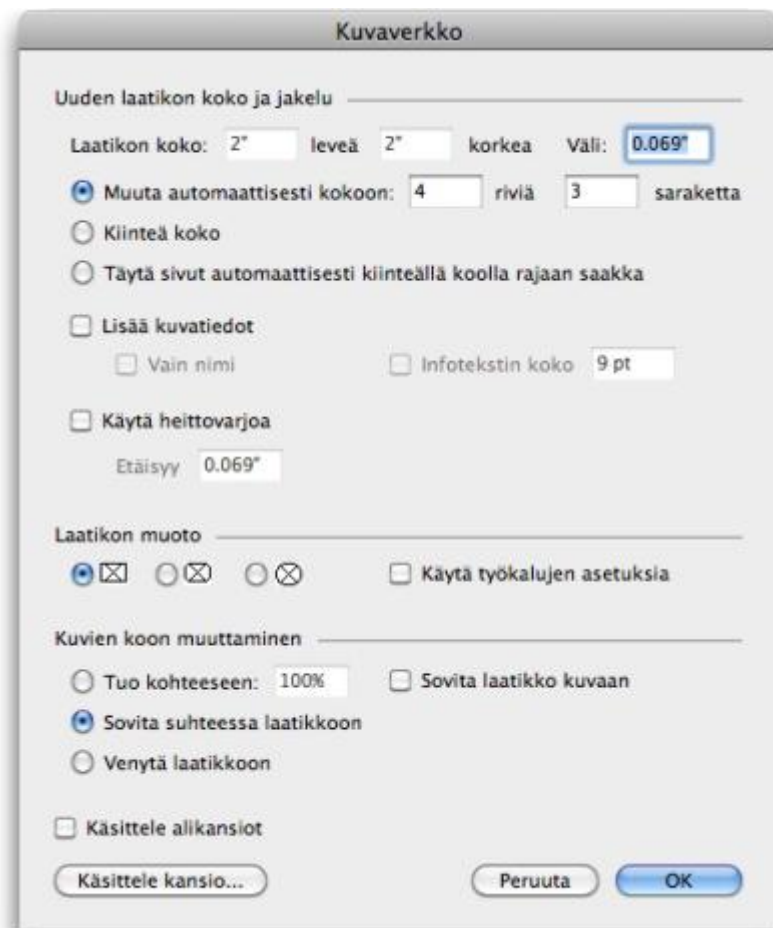 Kuvaverkko
Uuden laatikon koko ja jakelu
Laatikon koko: 2" leveä 2" korkea Väli: 0.069"
Muuta automaattisesti kokoon: 4 riviä 3 saraketta
Kiinteä koko
Täytä sivut automaattisesti kiinteällä koolla rajaan saakka
Lisää kuvatiedot
Vain nimi Infotekstin koko 9 pt
Käytä heittovarjoa
Etäisyy 0.069"
Laatikon muoto
Käytä työkalujen asetuksia
Kuvien koon muuttaminen
Tuo kohteeseen: 100% Sovita laatikko kuvaan
Sovita suhteessa laatikkoon
Venytä laatikkoon
Käsittele alikansiot
Käsittele kansio... Peruuta OK